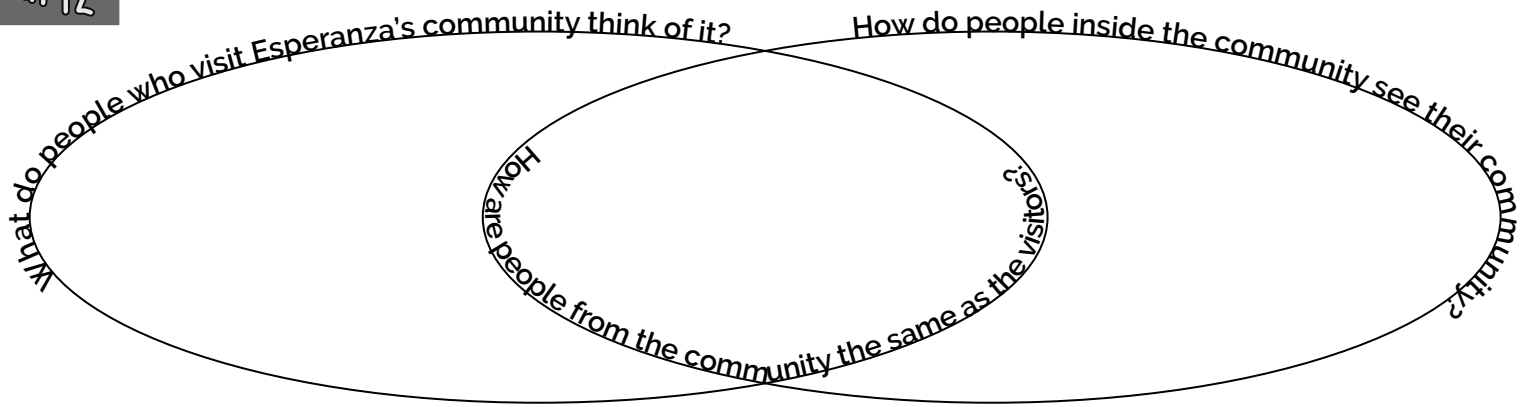 What do people who visit Esperanza’s community think of it?
How do people inside the community see their community?
How are people from the community the same as the visitors?